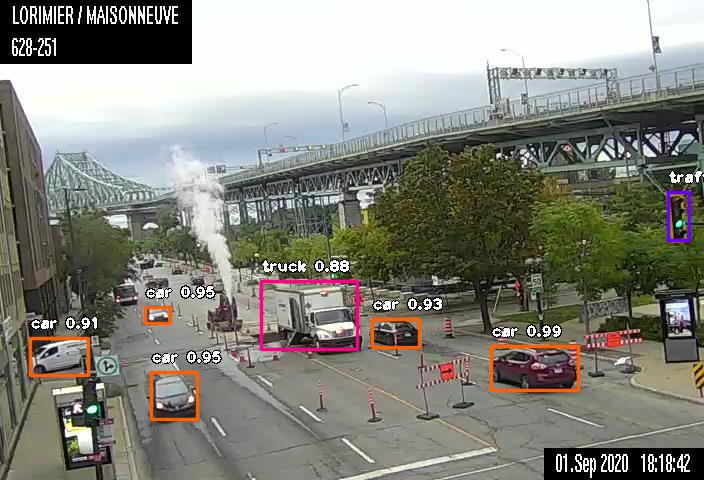 LORIMIER / MAISONNEUVE
628-251
traf
truck 0.88
car 0.95
car 0.93
car 0.91
car 0.99
car 0.95
01.Sep 2020 18:18:42